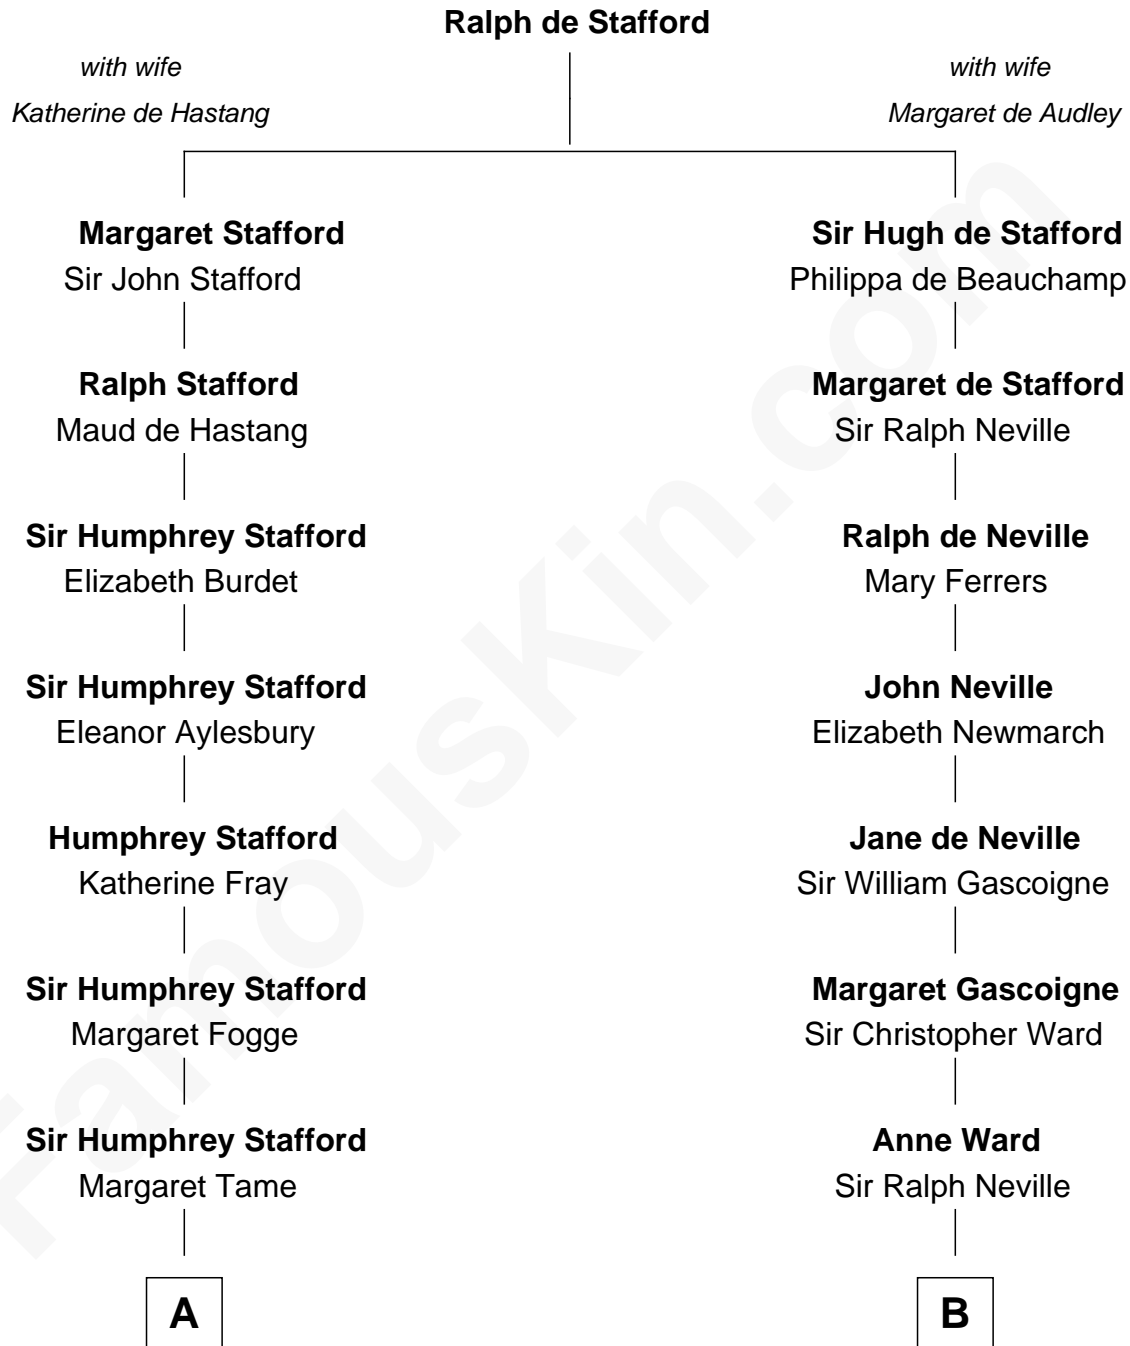 Ralph de Stafford
with wife
Katherine de Hastang
with wife
Margaret de Audley
Margaret Stafford
Sir John Stafford
Sir Hugh de Stafford
Philippa de Beauchamp
Ralph Stafford
Maud de Hastang
Margaret de Stafford
Sir Ralph Neville
Sir Humphrey Stafford
Elizabeth Burdet
Ralph de Neville
Mary Ferrers
Sir Humphrey Stafford
Eleanor Aylesbury
John Neville
Elizabeth Newmarch
Humphrey Stafford
Katherine Fray
Jane de Neville
Sir William Gascoigne
Sir Humphrey Stafford
Margaret Fogge
Margaret Gascoigne
Sir Christopher Ward
Sir Humphrey Stafford
Margaret Tame
Anne Ward
Sir Ralph Neville
A
B
FamousKin.com